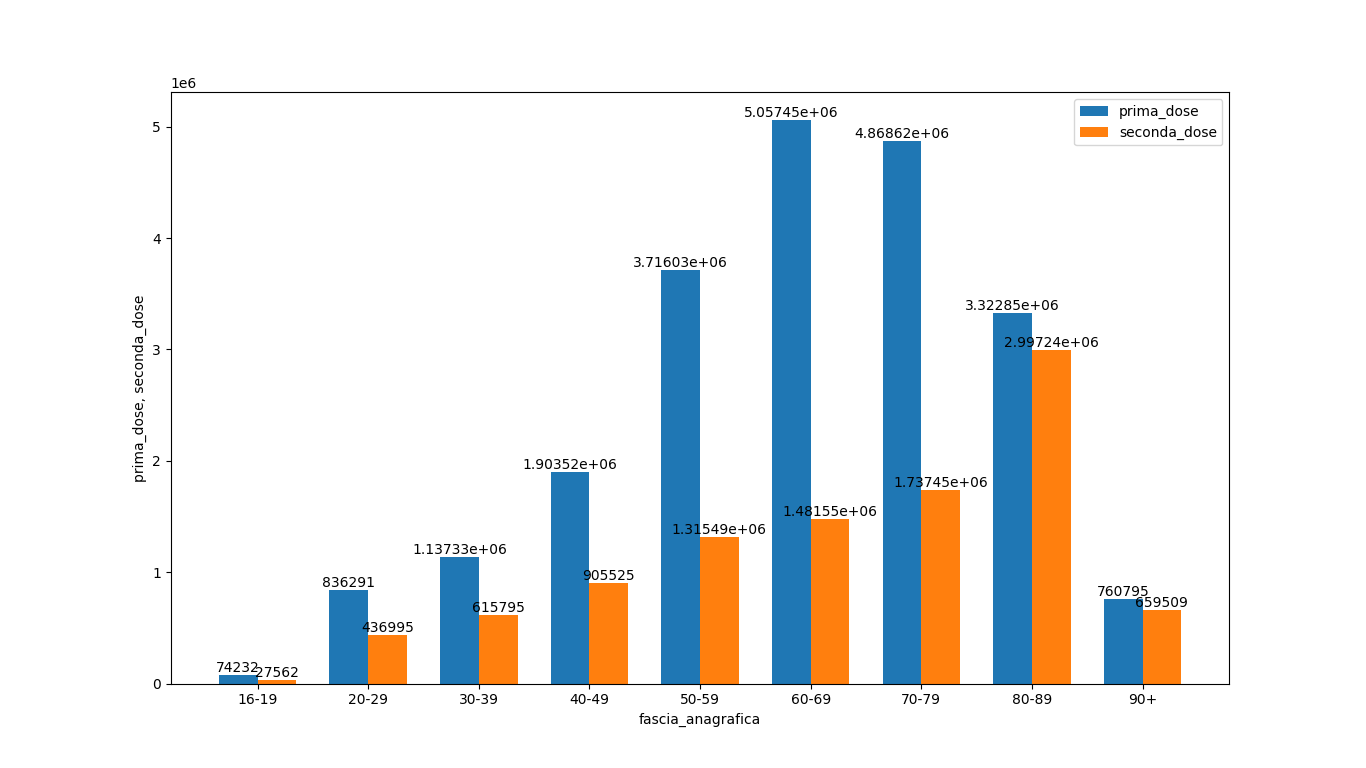 1e6
prima_dose
seconda_dose
5.05745e+06
4.86862e+06
3.71603e+06
3.32285e+06
2.99724e+06
1.90352e+06
1.73745e+06
1.48155e+06
1.31549e+06
1.13733e+06
905525
836291
760795
659509
615795
436995
74232
27562
5
4
3
2
1
0
prima_dose, seconda_dose
16-19 20-29 30-39 40-49 50-59 60-69 70-79 80-89 90+
fascia_anagrafica